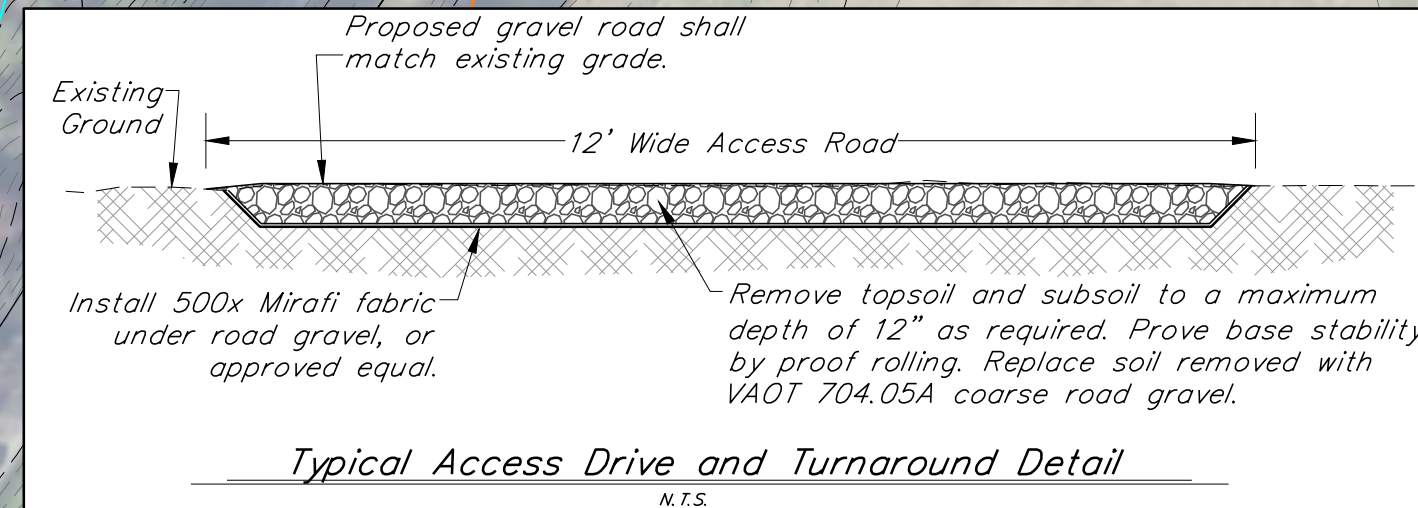 Proposed gravel road shall
match existing grade.
Existing
Ground
12' Wide Access Road
Install 500x Mirafi fabric
under road gravel, or
approved equal.
Remove topsoil and subsoil to a maximum
depth of 12" as required. Prove base stability
by proof rolling. Replace soil removed with
VAOT 704.05A coarse road gravel.
Typical Access Drive and Turnaround Detail
N.T.S.